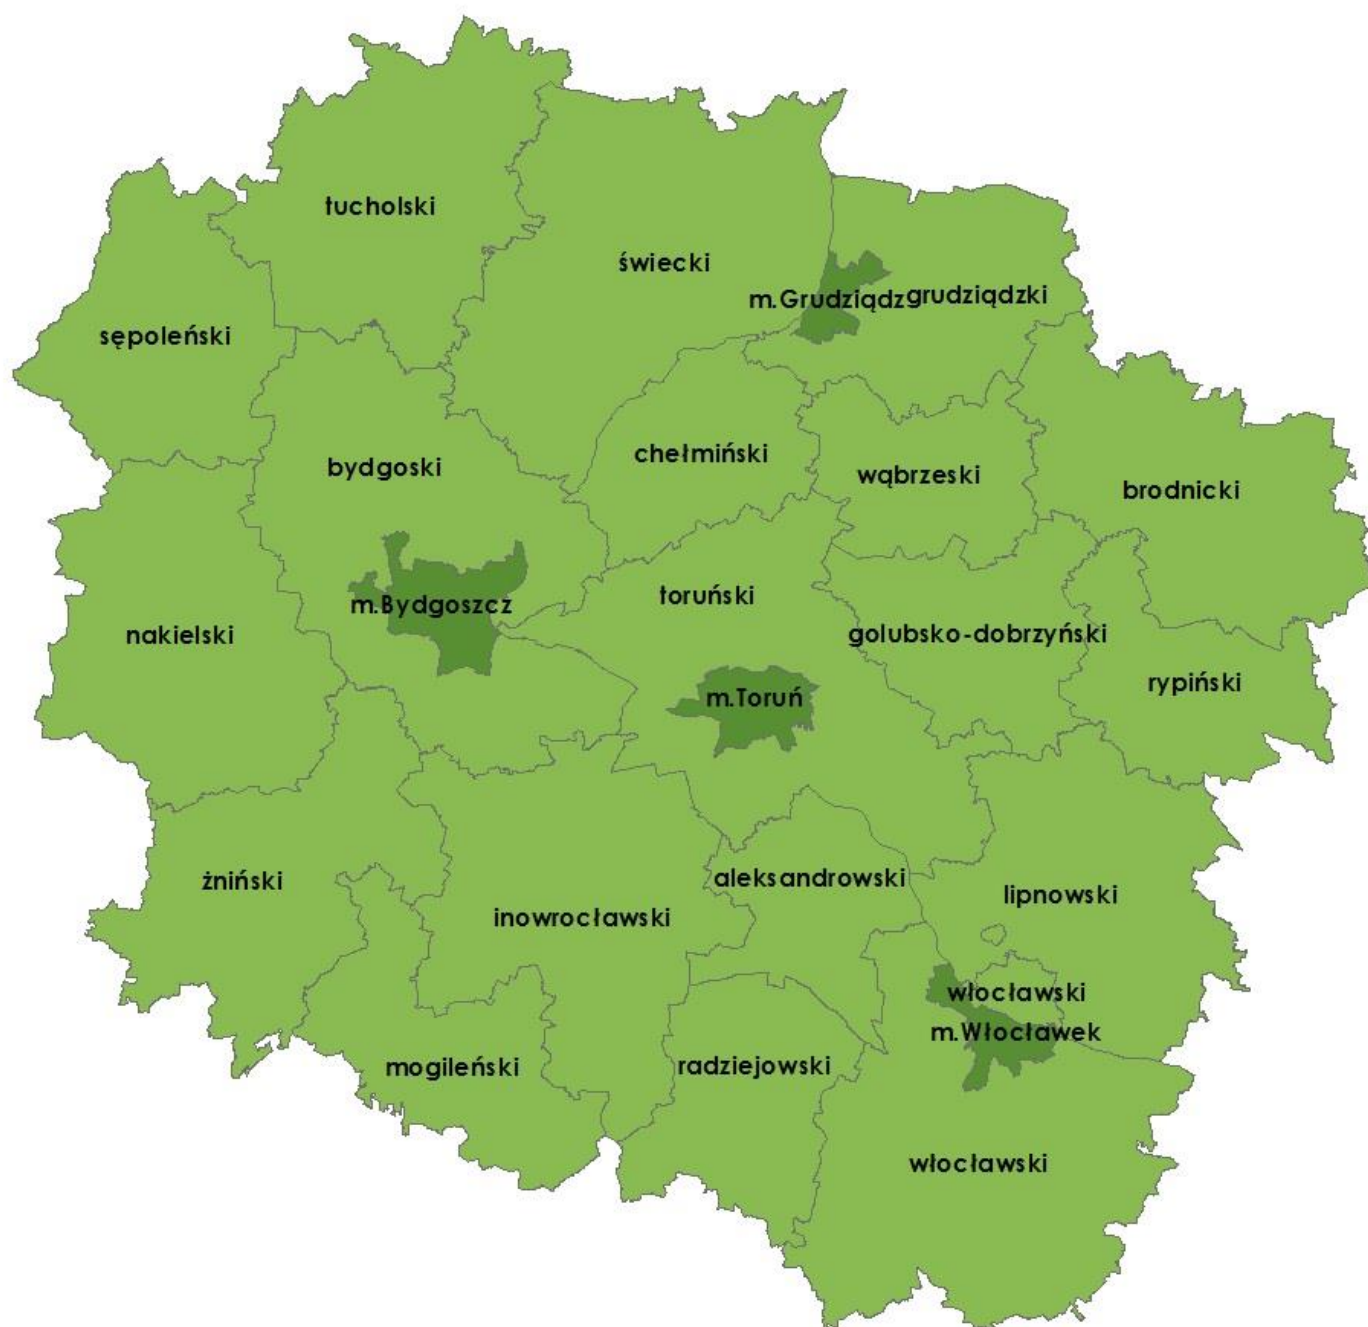 tucholski
świecki
m.Grudziądz
grudziądzki
sępoleński
chełmiński
bydgoski
wąbrzeski
brodnicki
toruński
m.Bydgoszcz
nakielski
golubsko-dobrzyński
rypiński
m.Toruń
żniński
aleksandrowski
lipnowski
inowrocławski
włocławski
m.Włocławek
mogileński
radziejowski
włocławski